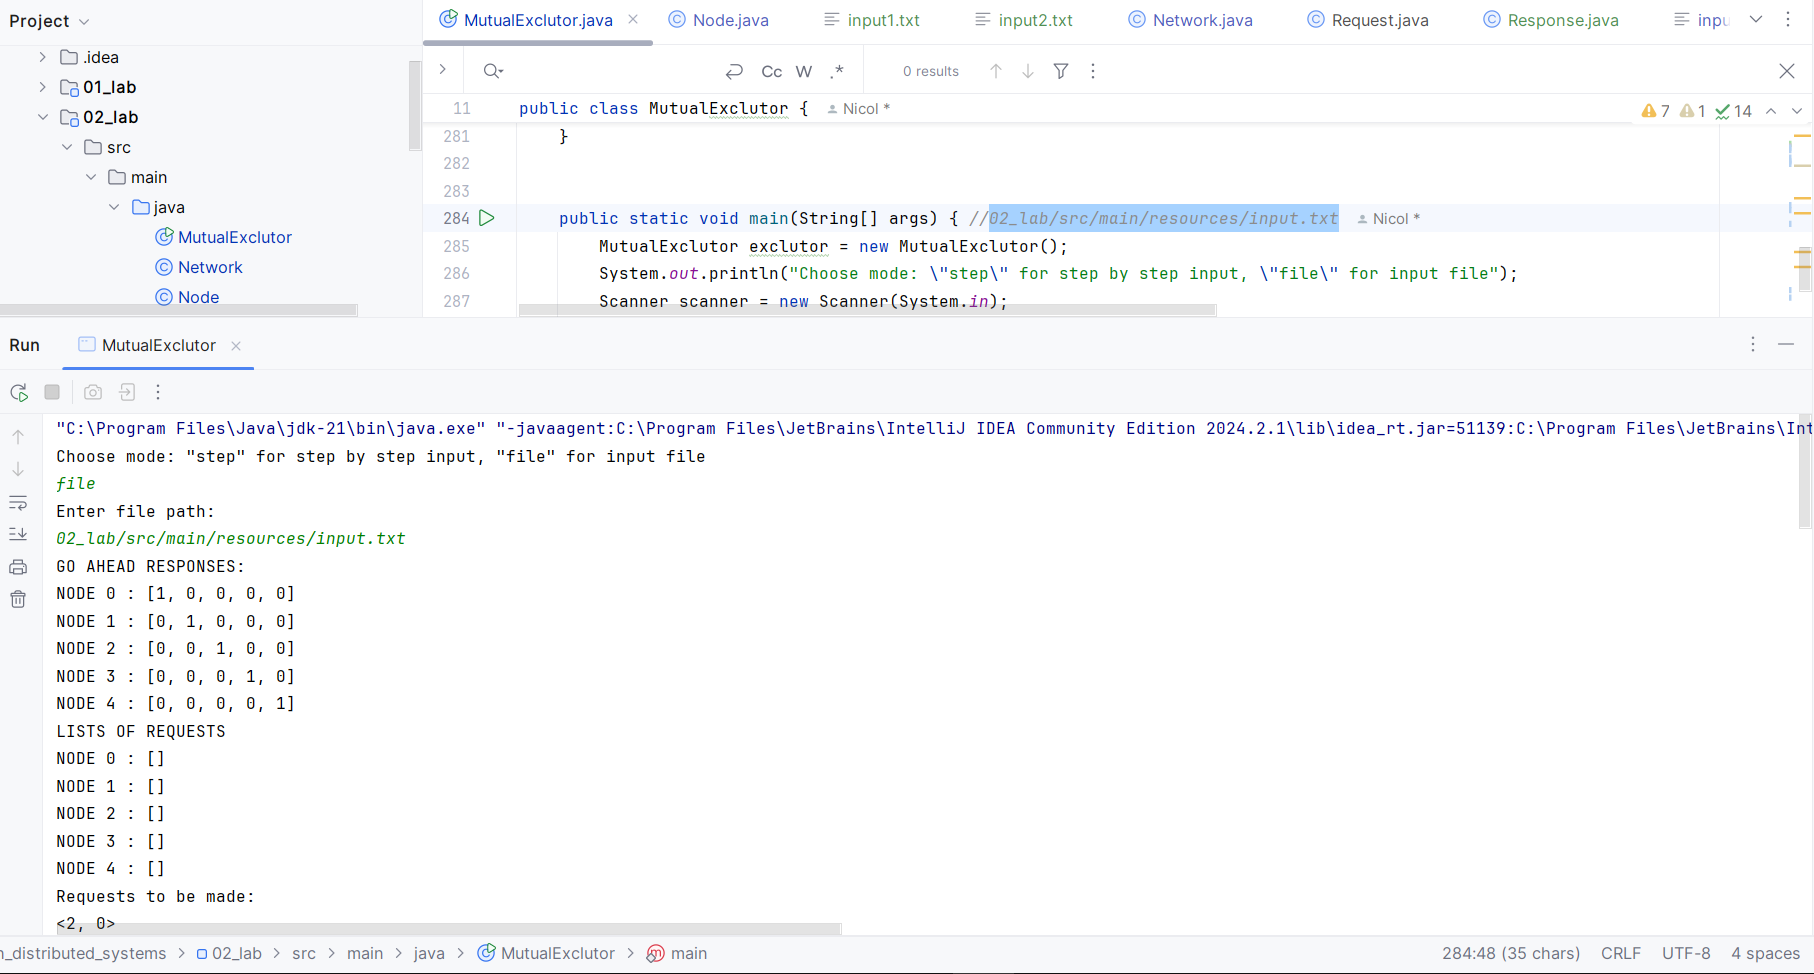 Project
.idea
01_lab
02_lab
src
main
java
MutualExclutor
Network
Node
MutualExclutor.java
Node.java
input1.txt
input2.txt
Network.java
Request.java
Response.java
inpu
Cc W .*
0 results
11 public class MutualExclutor { Nicol *
7 1 14
281 }
282
283
284 public static void main(String[] args) { //02_lab/src/main/resources/input.txt Nicol *
285 MutualExclutor exclutor = new MutualExclutor();
286 System.out.println("Choose mode: \"step\" for step by step input, \"file\" for input file");
287 Scanner scanner = new Scanner(System.in);
Run MutualExclutor
"C:\Program Files\Java\jdk-21\bin\java.exe" "-javaagent:C:\Program Files\JetBrains\IntelliJ IDEA Community Edition 2024.2.1\lib\idea_rt.jar=51139:C:\Program Files\JetBrains\Int
Choose mode: "step" for step by step input, "file" for input file
file
Enter file path:
02_lab/src/main/resources/input.txt
GO AHEAD RESPONSES:
NODE 0 : [1, 0, 0, 0, 0]
NODE 1 : [0, 1, 0, 0, 0]
NODE 2 : [0, 0, 1, 0, 0]
NODE 3 : [0, 0, 0, 1, 0]
NODE 4 : [0, 0, 0, 0, 1]
LISTS OF REQUESTS
NODE 0 : []
NODE 1 : []
NODE 2 : []
NODE 3 : []
NODE 4 : []
Requests to be made:
<2, 0>
n_distributed_systems > 02_lab > src > main > java > MutualExclutor > main
284:48 (35 chars) CRLF UTF-8 4 spaces